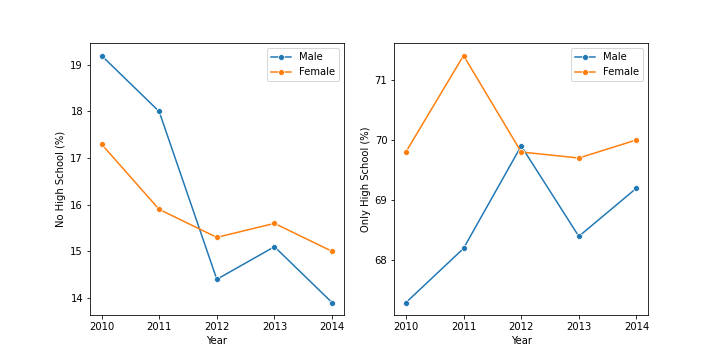 No High School (%)
19
18
17
16
15
14
Male
Female
2010 2011 2012 2013 2014
Year
Only High School (%)
71
70
69
68
Male
Female
2010 2011 2012 2013 2014
Year